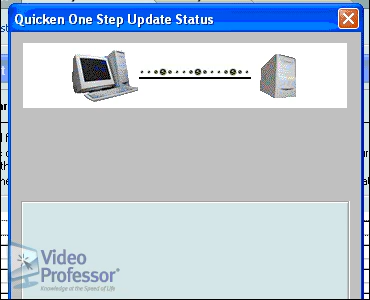 Quicken One Step Update Status
Video
Professor®
Knowledge at the Speed of Life